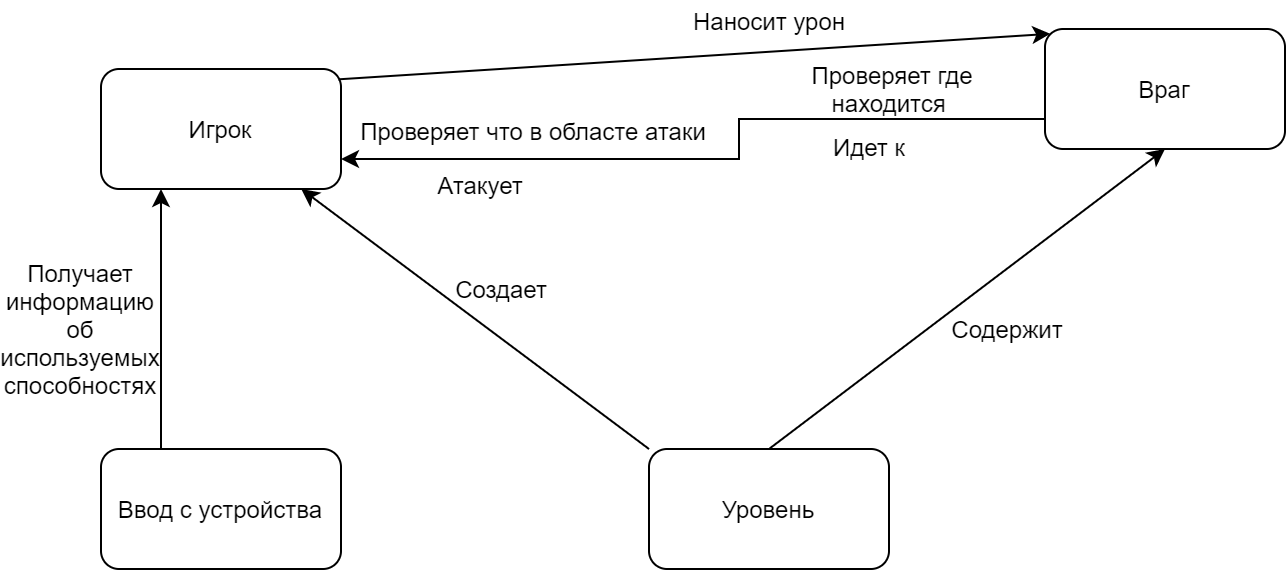 Наносит урон
Проверяет где
находится
Враг
Игрок
Проверяет что в областе атаки
Идет к
Атакует
Получает
информацию
об
используемых
способностях
Создает
Содержит
Ввод с устройства
Уровень